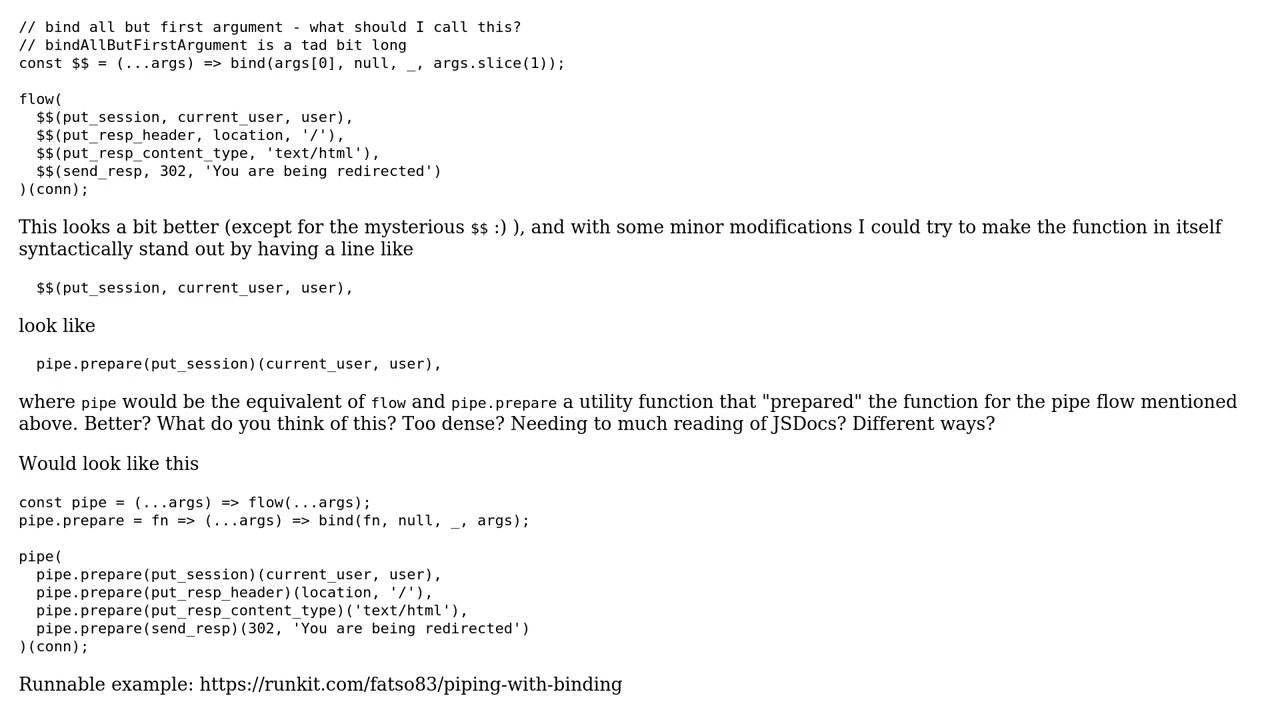 // bind all but first argument - what should I call this?
// bindAllButFirstArgument is a tad bit long
const $$ = (...args) => bind(args[0], null, _, args.slice(1));
flow(
  $$(put_session, current_user, user),
  $$(put_resp_header, location, '/'),
  $$(put_resp_content_type, 'text/html'),
  $$(send_resp, 302, 'You are being redirected')
)(conn);
This looks a bit better (except for the mysterious $$ :) ), and with some minor modifications I could try to make the function in itself
syntactically stand out by having a line like
  $$(put_session, current_user, user),
look like
  pipe.prepare(put_session)(current_user, user),
where pipe would be the equivalent of flow and pipe.prepare a utility function that "prepared" the function for the pipe flow mentioned
above. Better? What do you think of this? Too dense? Needing to much reading of JSDocs? Different ways?
Would look like this
const pipe = (...args) => flow(...args);
pipe.prepare = fn => (...args) => bind(fn, null, _, args);
pipe(
  pipe.prepare(put_session)(current_user, user),
  pipe.prepare(put_resp_header)(location, '/'),
  pipe.prepare(put_resp_content_type)('text/html'),
  pipe.prepare(send_resp)(302, 'You are being redirected')
)(conn);
Runnable example: https://runkit.com/fatso83/piping-with-binding